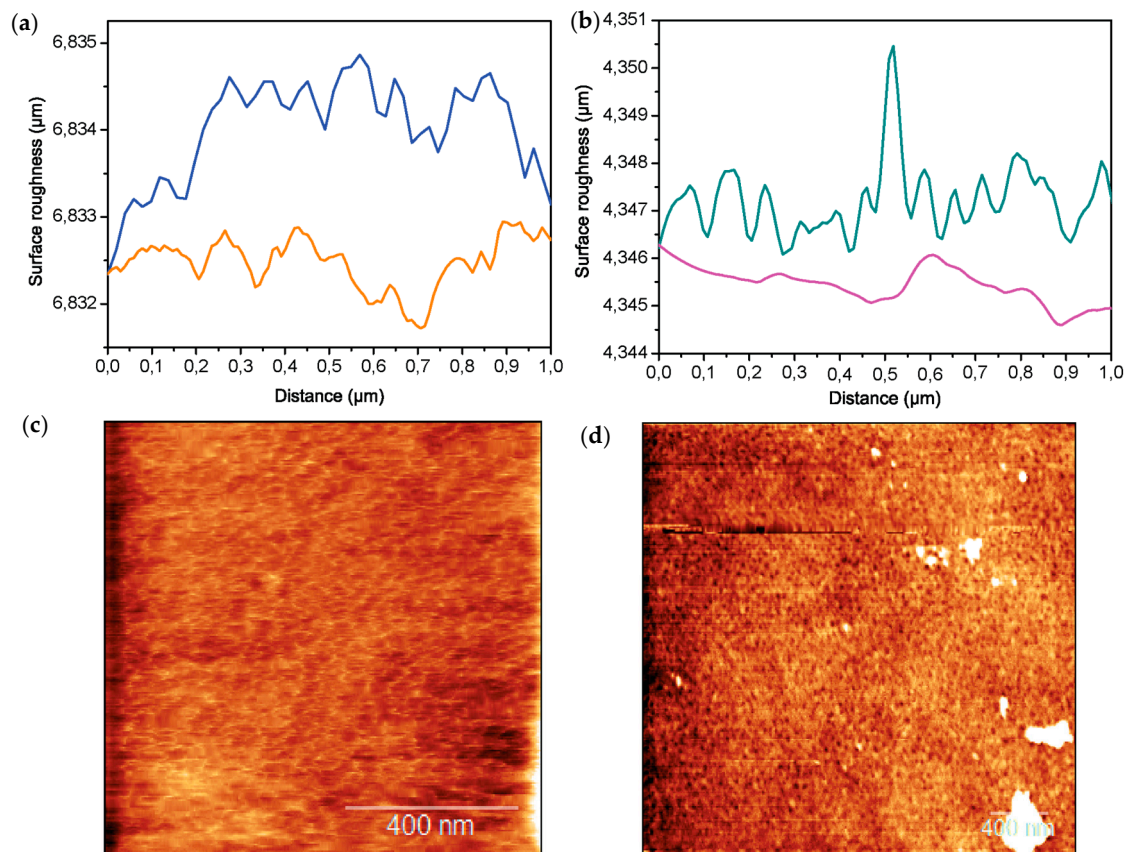 (a)
6,835
6,834
6,833
6,832
Surface roughness (µm)
0,0 0,1 0,2 0,3 0,4 0,5 0,6 0,7 0,8 0,9 1,0
Distance (µm)
(b)
4,351
4,350
4,349
4,348
4,347
4,346
4,345
4,344
Surface roughness (µm)
0,0 0,1 0,2 0,3 0,4 0,5 0,6 0,7 0,8 0,9 1,0
Distance (µm)
(c)
400 nm
(d)
400 nm